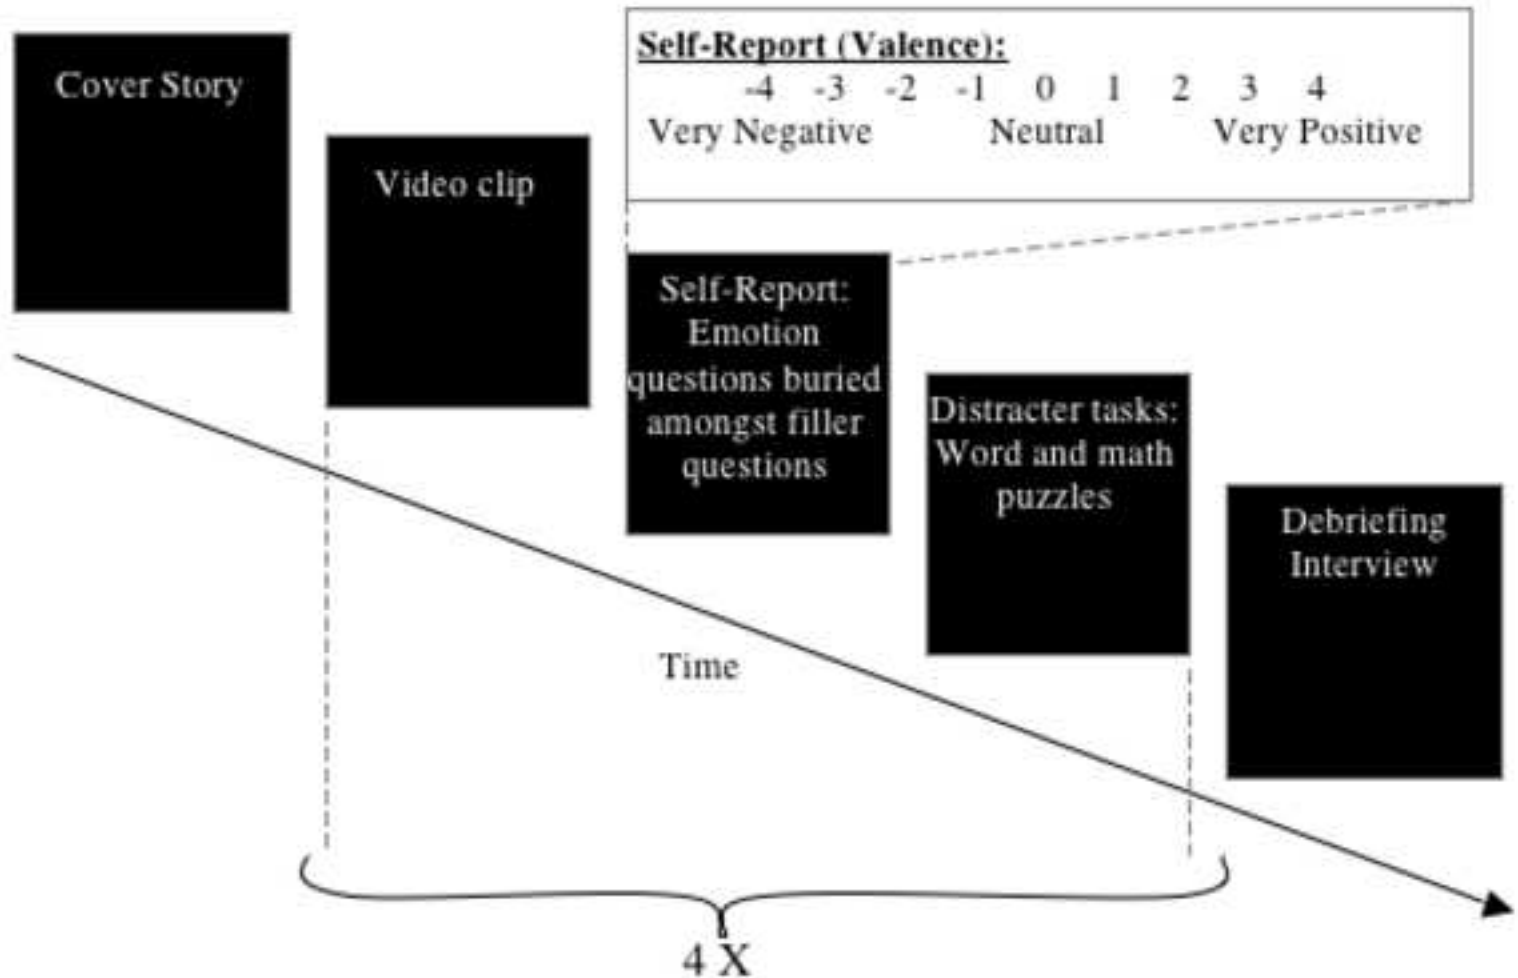 Cover Story
Video clip
Self-Report (Valence):
-4 -3 -2 -1 0 1 2 3 4
Very Negative Neutral Very Positive
Self-Report:
Emotion
questions buried
amongst filler
questions
Distracter tasks:
Word and math
puzzles
Debriefing
Interview
Time
4 X